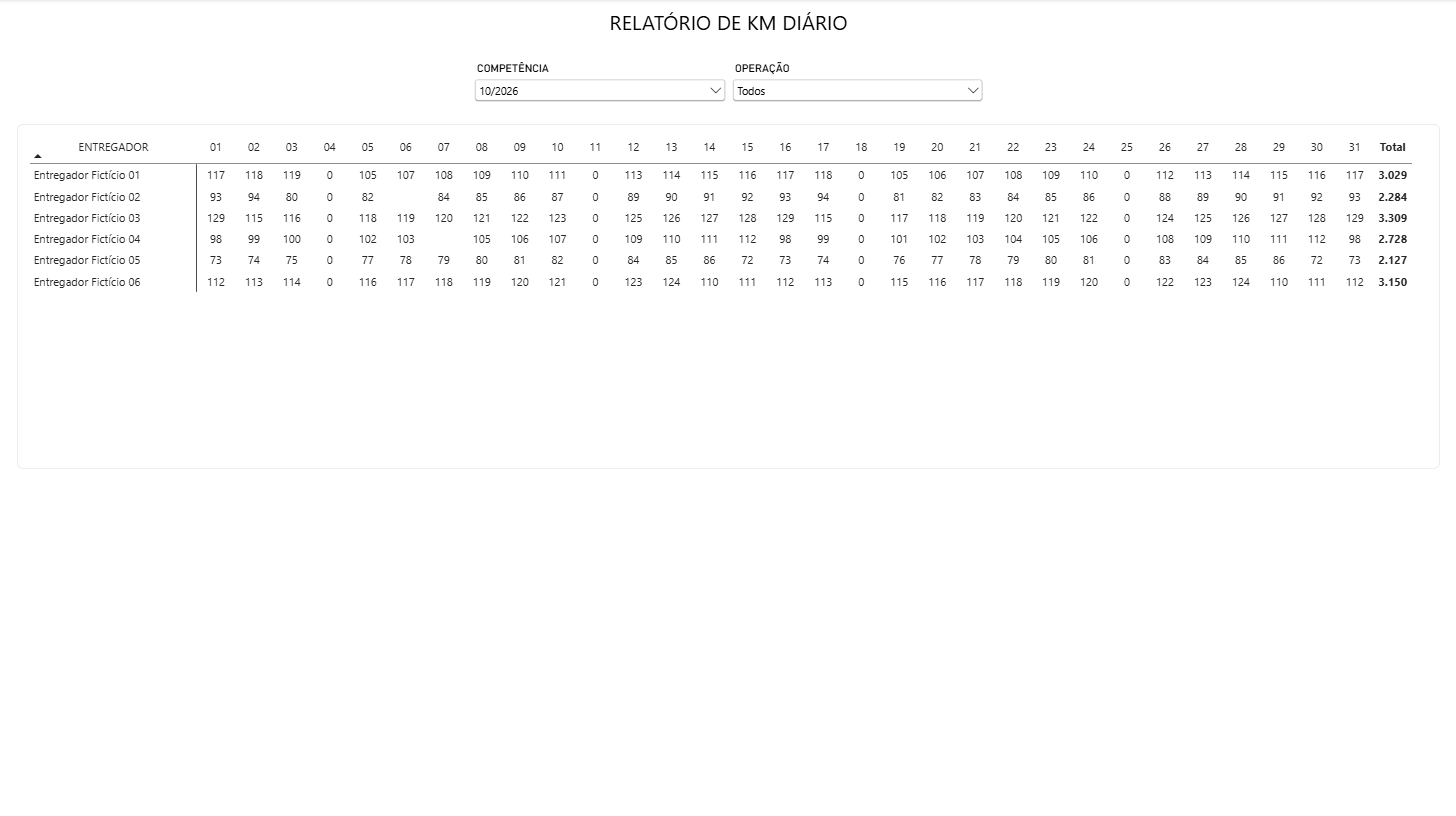 RELATÓRIO DE KM DIÁRIO
COMPETÊNCIA OPERAÇÃO
10/2026 Todos
ENTREGADOR 01 02 03 04 05 06 07 08 09 10 11 12 13 14 15 16 17 18 19 20 21 22 23 24 25 26 27 28 29 30 31 Total
Entregador Fictício 01 117 118 119 0 105 107 108 109 110 111 0 113 114 115 116 117 118 0 105 106 107 108 109 110 0 112 113 114 115 116 117 3.029
Entregador Fictício 02 93 94 80 0 82 84 85 86 87 0 89 90 91 92 93 94 0 81 82 83 84 85 86 0 88 89 90 91 92 93 2.284
Entregador Fictício 03 129 115 116 0 118 119 120 121 122 123 0 125 126 127 128 129 115 0 117 118 119 120 121 122 0 124 125 126 127 128 129 3.309
Entregador Fictício 04 98 99 100 0 102 103 105 106 107 0 109 110 111 112 98 99 0 101 102 103 104 105 106 0 108 109 110 111 112 98 2.728
Entregador Fictício 05 73 74 75 0 77 78 79 80 81 82 0 84 85 86 72 73 74 0 76 77 78 79 80 81 0 83 84 85 86 72 73 2.127
Entregador Fictício 06 112 113 114 0 116 117 118 119 120 121 0 123 124 110 111 112 113 0 115 116 117 118 119 120 0 122 123 124 110 111 112 3.150